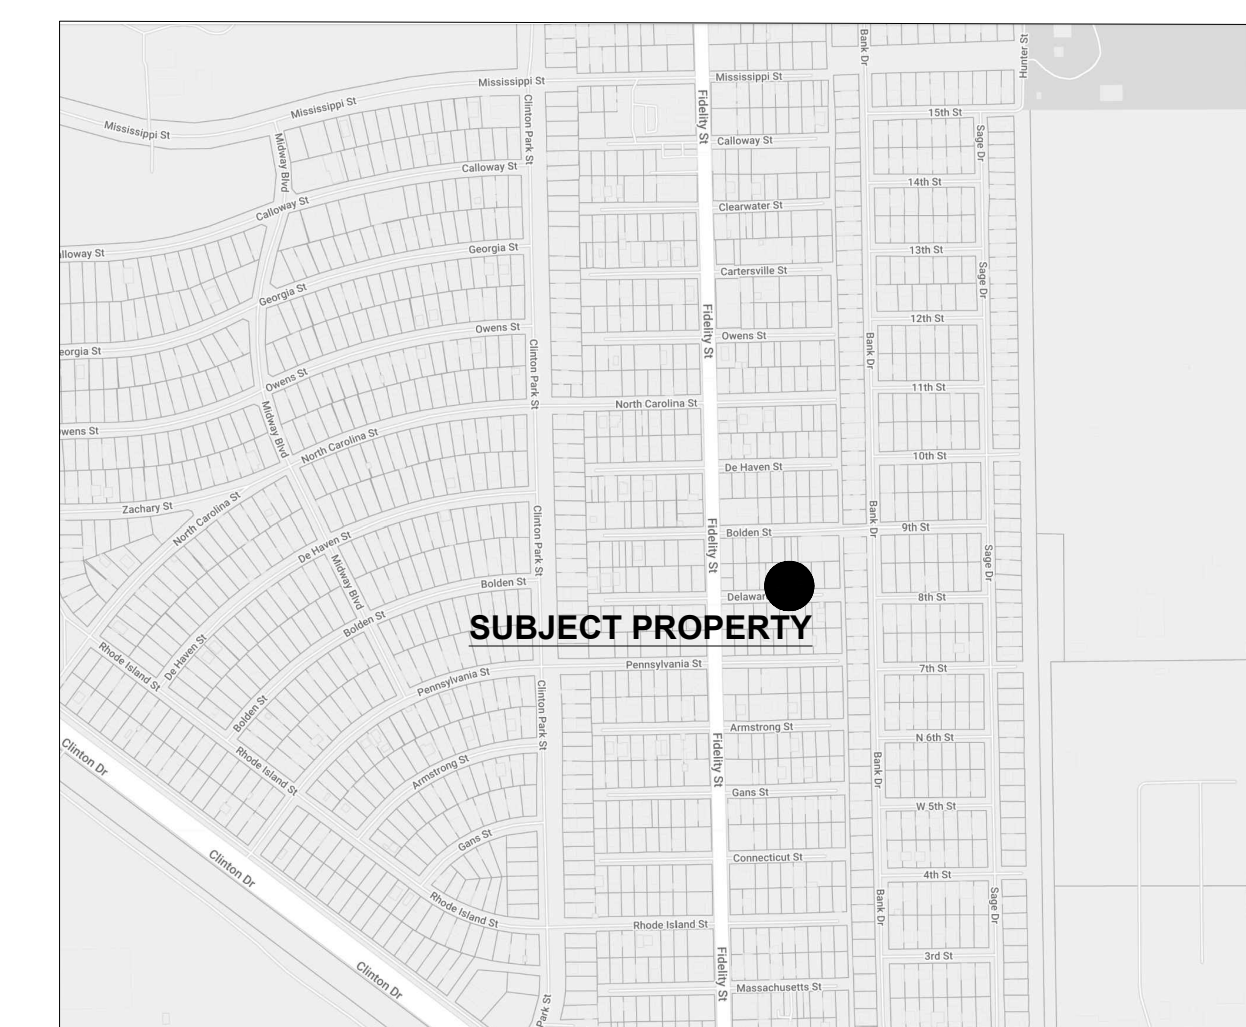 Bank Dr
Hunter St
Mississippi St
Mississippi St
Mississippi St
Mississippi St
Clinton Park St
Fidelity St
15th St
Midway Blvd
Calloway St
Sage Dr
Calloway St
14th St
Calloway St
Clearwater St
Georgia St
13th St
alloway St
Cartersville St
Sage Dr
Georgia St
12th St
Owens St
Fidelity St
Owens St
Bank Dr
eorgia St
Clinton Park St
Owens St
11th St
North Carolina St
Midway Blvd
wens St
North Carolina St
10th St
De Haven St
Zachary St
North Carolina St
Clinton Park St
Bank Dr
9th St
Fidelity St
Bolden St
De Haven St
Sage Dr
Midway Blvd
Bolden St
8th St
Bolden St
SUBJECT PROPERTY
Rhode Island St
De Haven St
Pennsylvania St
7th St
Pennsylvania St
Bolden St
Clinton Park St
Armstrong St
N 6th St
Clinton Dr
Rhode Island St
Fidelity St
Bank Dr
Armstrong St
Gans St
W 5th St
Gans St
Clinton Dr
Connecticut St
4th St
Rhode Island St
Bank Dr
Sage Dr
Rhode Island St
3rd St
Clinton Dr
Fidelity St
Massachusetts St
Park St